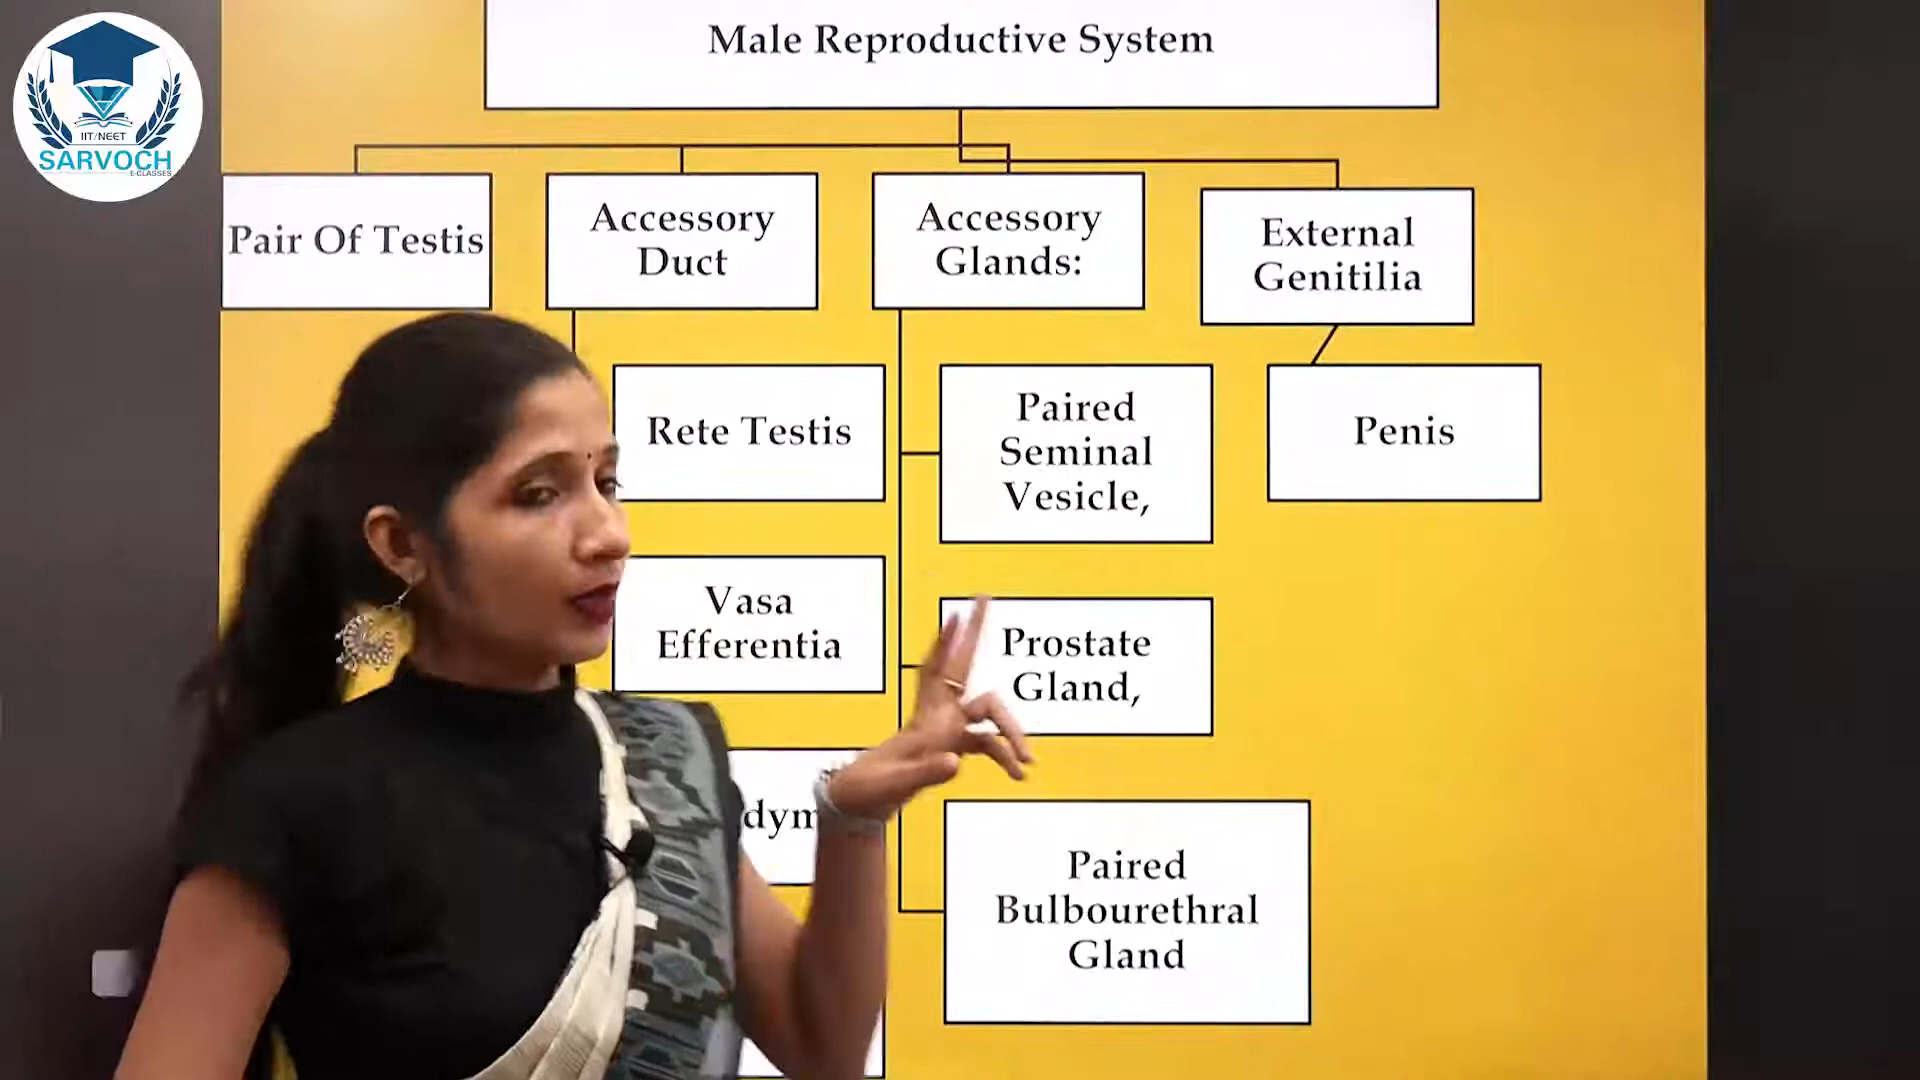 IIT/NEET
SARVOCH
E-CLASSES
Male Reproductive System
Pair Of Testis
Accessory
Duct
Accessory
Glands:
External
Genitilia
Rete Testis
Vasa
Efferentia
Paired
Seminal
Vesicle,
Prostate
Gland,
Paired
Bulbourethral
Gland
Penis